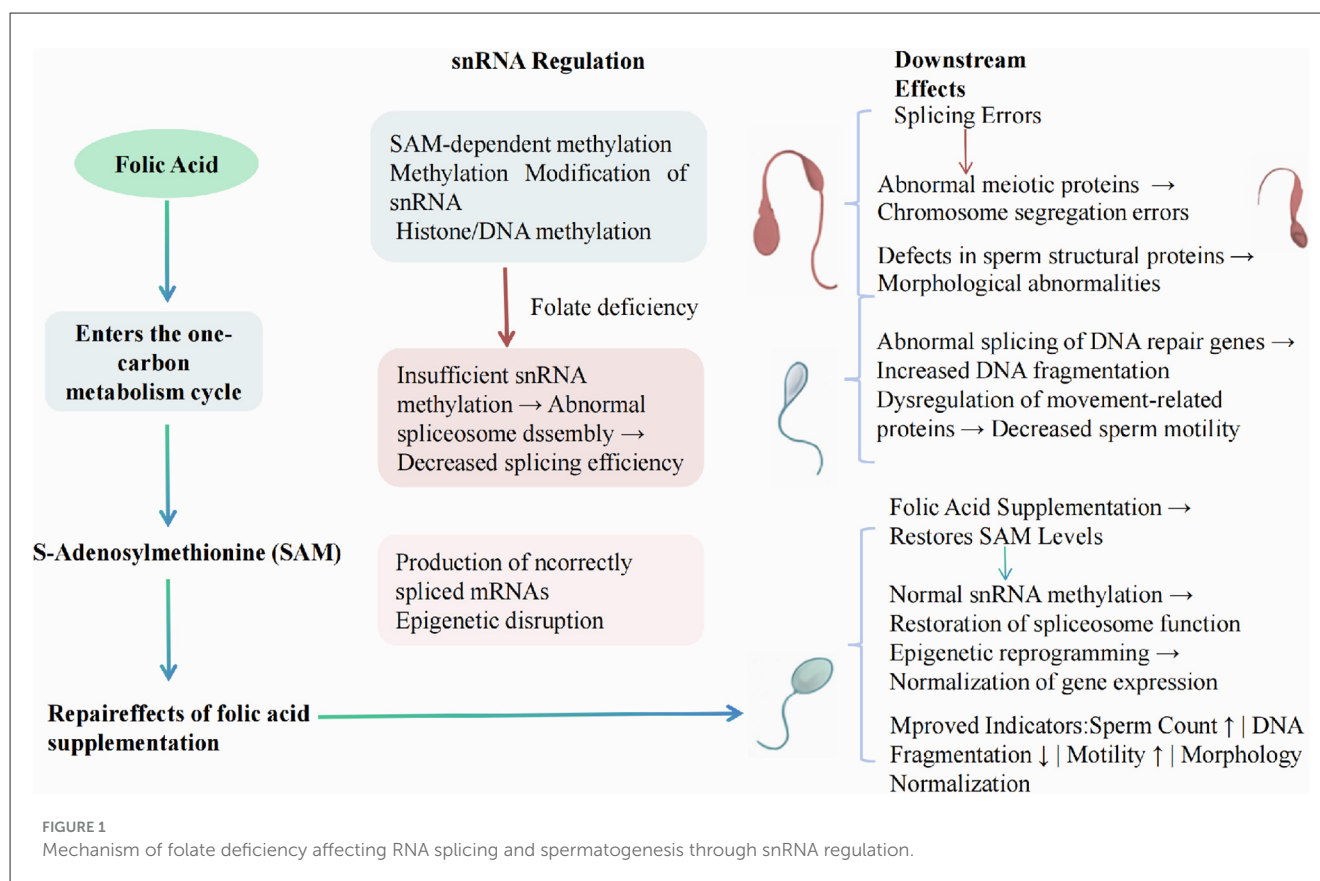 snRNA Regulation
Downstream
Effects
Folic Acid
Enters the one-
carbon
metabolism cycle
S-Adenosylmethionine (SAM)
Repaireffects of folic acid
supplementation
SAM-dependent methylation
Methylation Modification of
snRNA
Histone/DNA methylation
Folate deficiency
Insufficient snRNA
methylation → Abnormal
spliceosome dssembly →
Decreased splicing efficiency
Production of ncorrectly
spliced mRNAs
Epigenetic disruption
Splicing Errors
Abnormal meiotic proteins →
Chromosome segregation errors
Defects in sperm structural proteins →
Morphological abnormalities
Abnormal splicing of DNA repair genes →
Increased DNA fragmentation
Dysregulation of movement-related
proteins → Decreased sperm motility
Folic Acid Supplementation →
Restores SAM Levels
Normal snRNA methylation →
Restoration of spliceosome function
Epigenetic reprogramming →
Normalization of gene expression
Mproved Indicators:Sperm Count ↑ | DNA
Fragmentation ↓ | Motility ↑ | Morphology
Normalization
FIGURE 1
Mechanism of folate deficiency affecting RNA splicing and spermatogenesis through snRNA regulation.